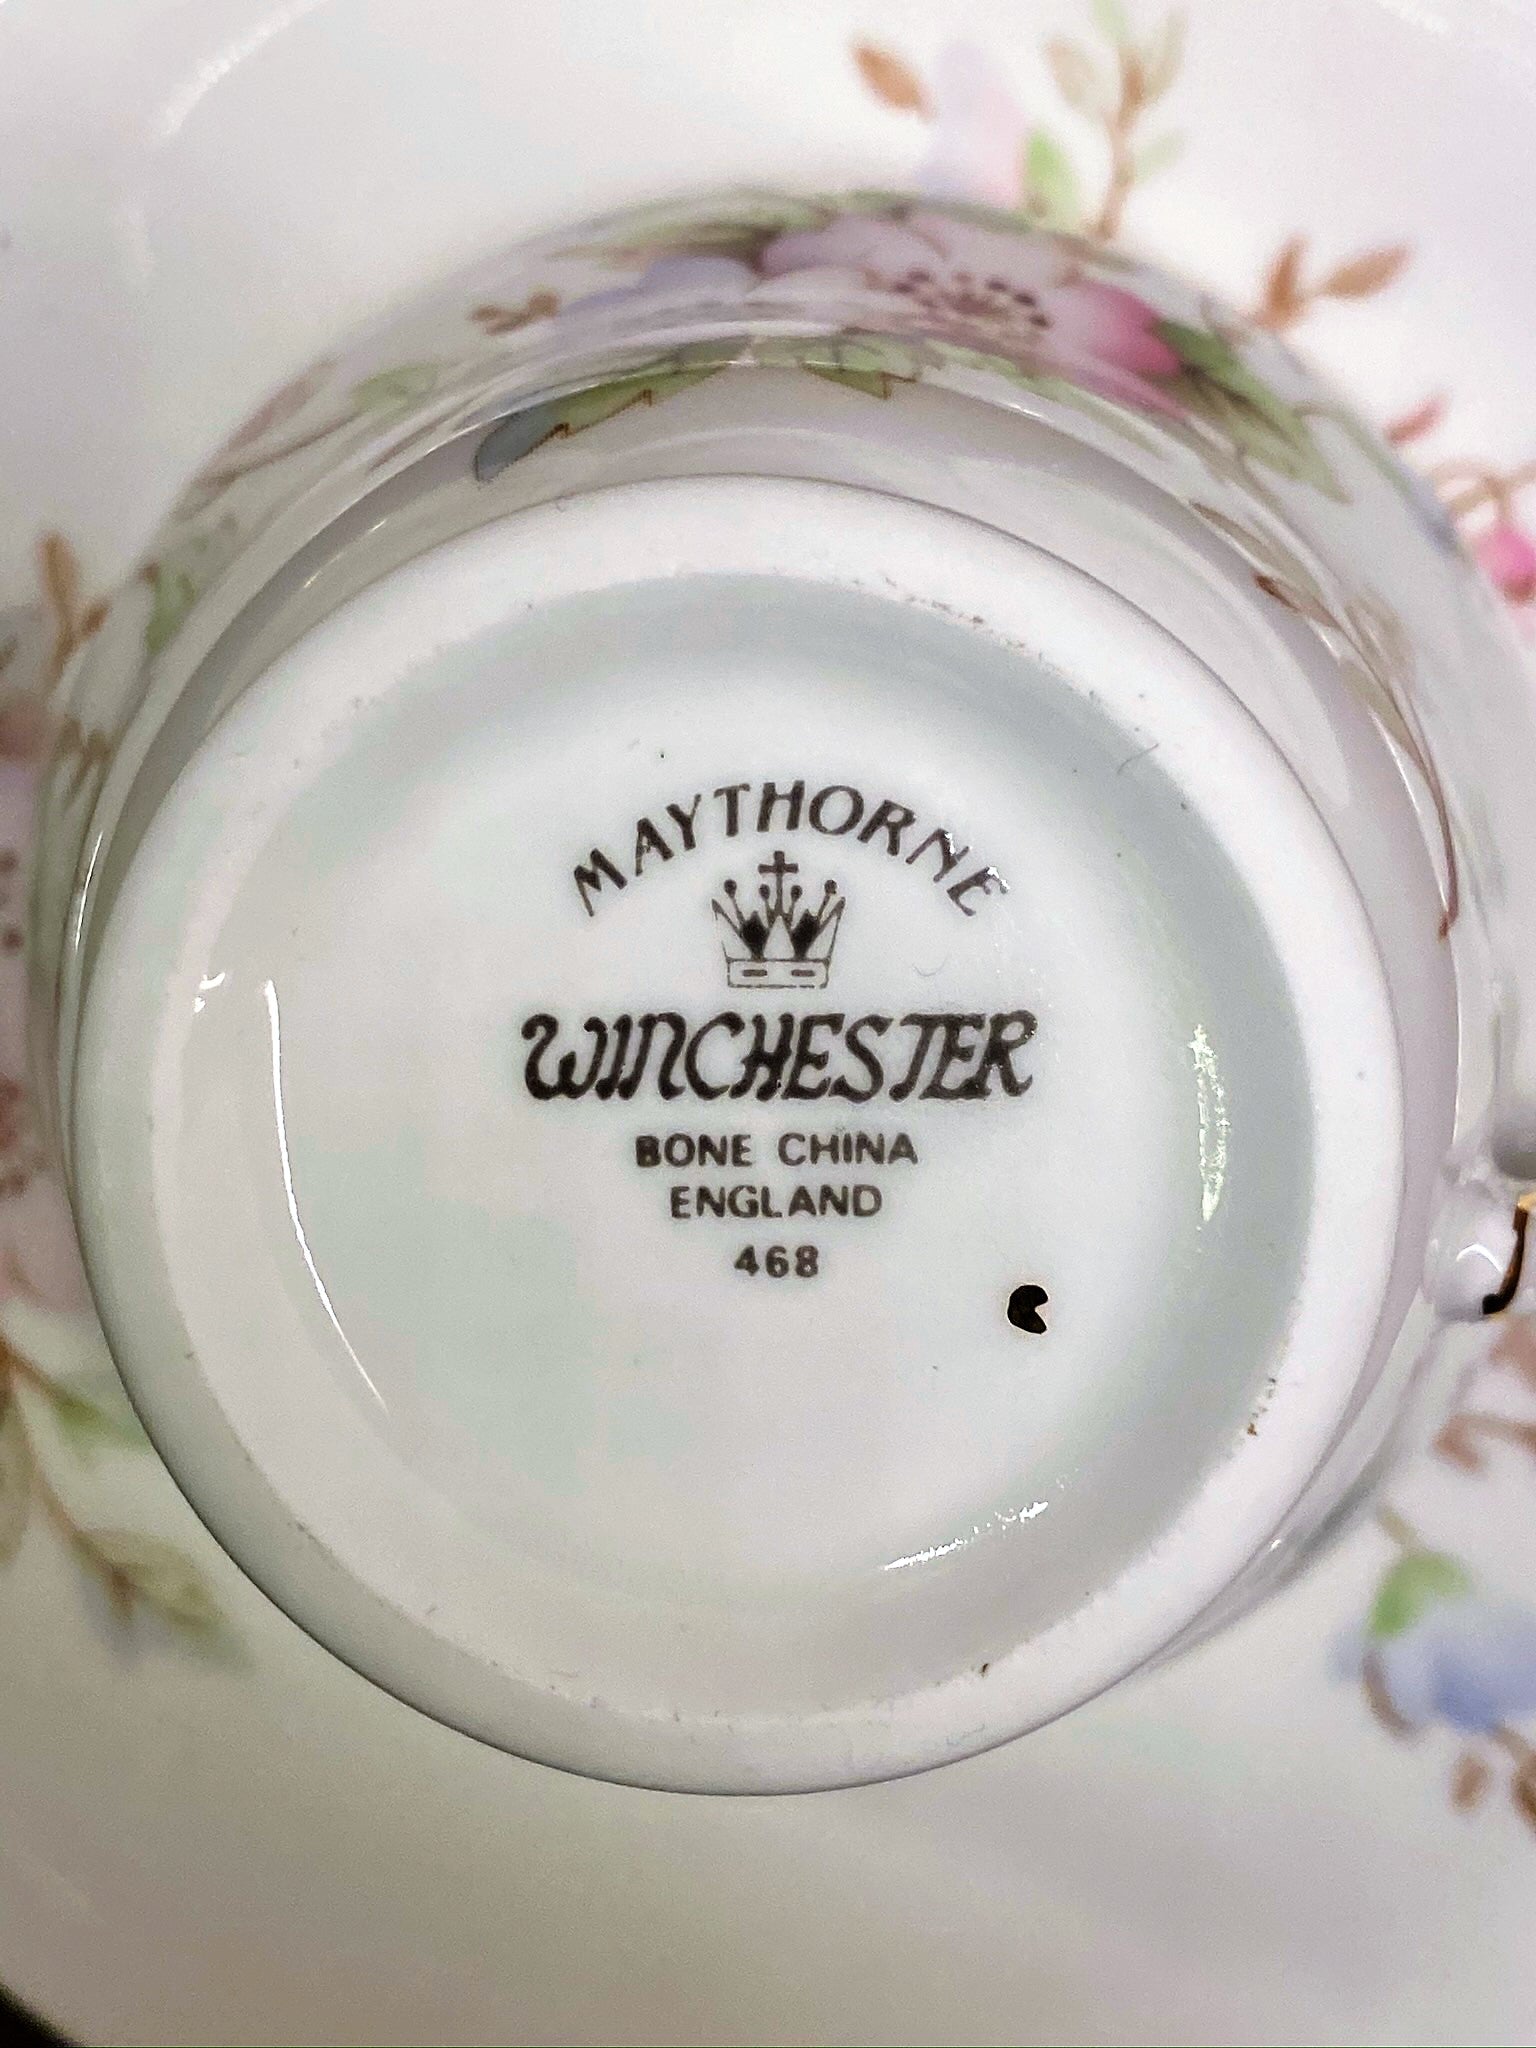 MAYTHORNE
WINCHESTER
BONE CHINA
ENGLAND
468